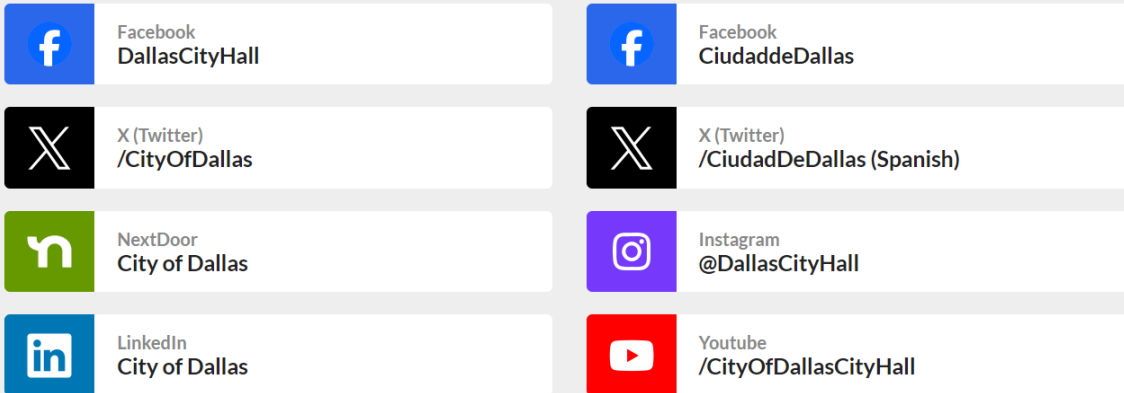 Facebook
DallasCityHall
Facebook
CiudaddeDallas
X (Twitter)
/CityOfDallas
X (Twitter)
/CiudadDeDallas (Spanish)
NextDoor
City of Dallas
Instagram
@DallasCityHall
LinkedIn
City of Dallas
Youtube
/CityOfDallasCityHall